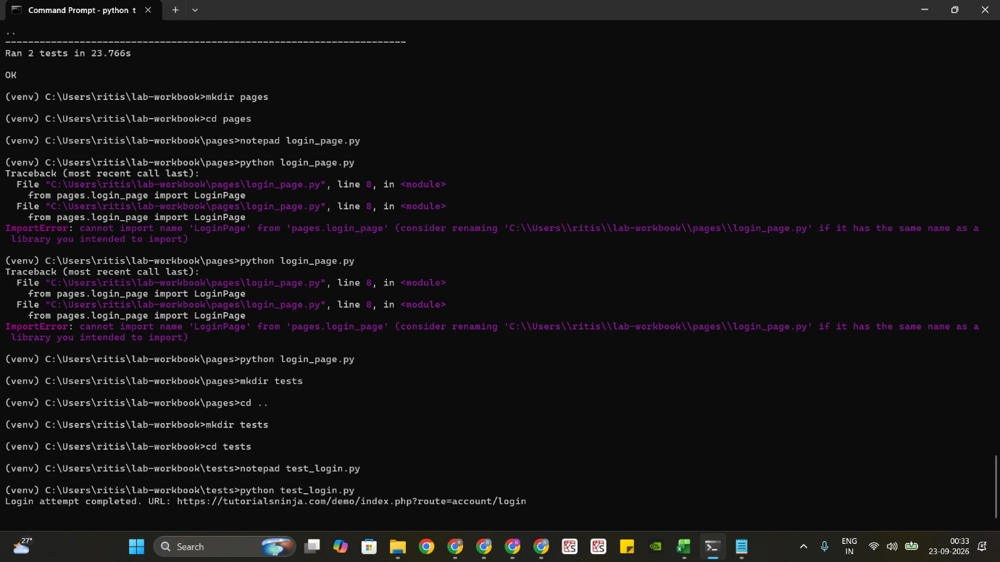 Command Prompt - python t
..
----------------------------------------------------------------------
Ran 2 tests in 23.766s
OK
(venv) C:\Users\ritis\lab-workbook>mkdir pages
(venv) C:\Users\ritis\lab-workbook>cd pages
(venv) C:\Users\ritis\lab-workbook\pages>notepad login_page.py
(venv) C:\Users\ritis\lab-workbook\pages>python login_page.py
Traceback (most recent call last):
File "C:\Users\ritis\lab-workbook\pages\login_page.py", line 8, in <module>
from pages.login_page import LoginPage
File "C:\Users\ritis\lab-workbook\pages\login_page.py", line 8, in <module>
from pages.login_page import LoginPage
ImportError: cannot import name 'LoginPage' from 'pages.login_page' (consider renaming 'C:\\Users\\ritis\\lab-workbook\\pages\\login_page.py' if it has the same name as a
library you intended to import)
(venv) C:\Users\ritis\lab-workbook\pages>python login_page.py
Traceback (most recent call last):
File "C:\Users\ritis\lab-workbook\pages\login_page.py", line 8, in <module>
from pages.login_page import LoginPage
File "C:\Users\ritis\lab-workbook\pages\login_page.py", line 8, in <module>
from pages.login_page import LoginPage
ImportError: cannot import name 'LoginPage' from 'pages.login_page' (consider renaming 'C:\\Users\\ritis\\lab-workbook\\pages\\login_page.py' if it has the same name as a
library you intended to import)
(venv) C:\Users\ritis\lab-workbook\pages>python login_page.py
(venv) C:\Users\ritis\lab-workbook\pages>mkdir tests
(venv) C:\Users\ritis\lab-workbook\pages>cd ..
(venv) C:\Users\ritis\lab-workbook>mkdir tests
(venv) C:\Users\ritis\lab-workbook>cd tests
(venv) C:\Users\ritis\lab-workbook\tests>notepad test_login.py
(venv) C:\Users\ritis\lab-workbook\tests>python test_login.py
Login attempt completed. URL: https://tutorialsninja.com/demo/index.php?route=account/login
27°
Search
ENG
IN
00:33
23-09-2026